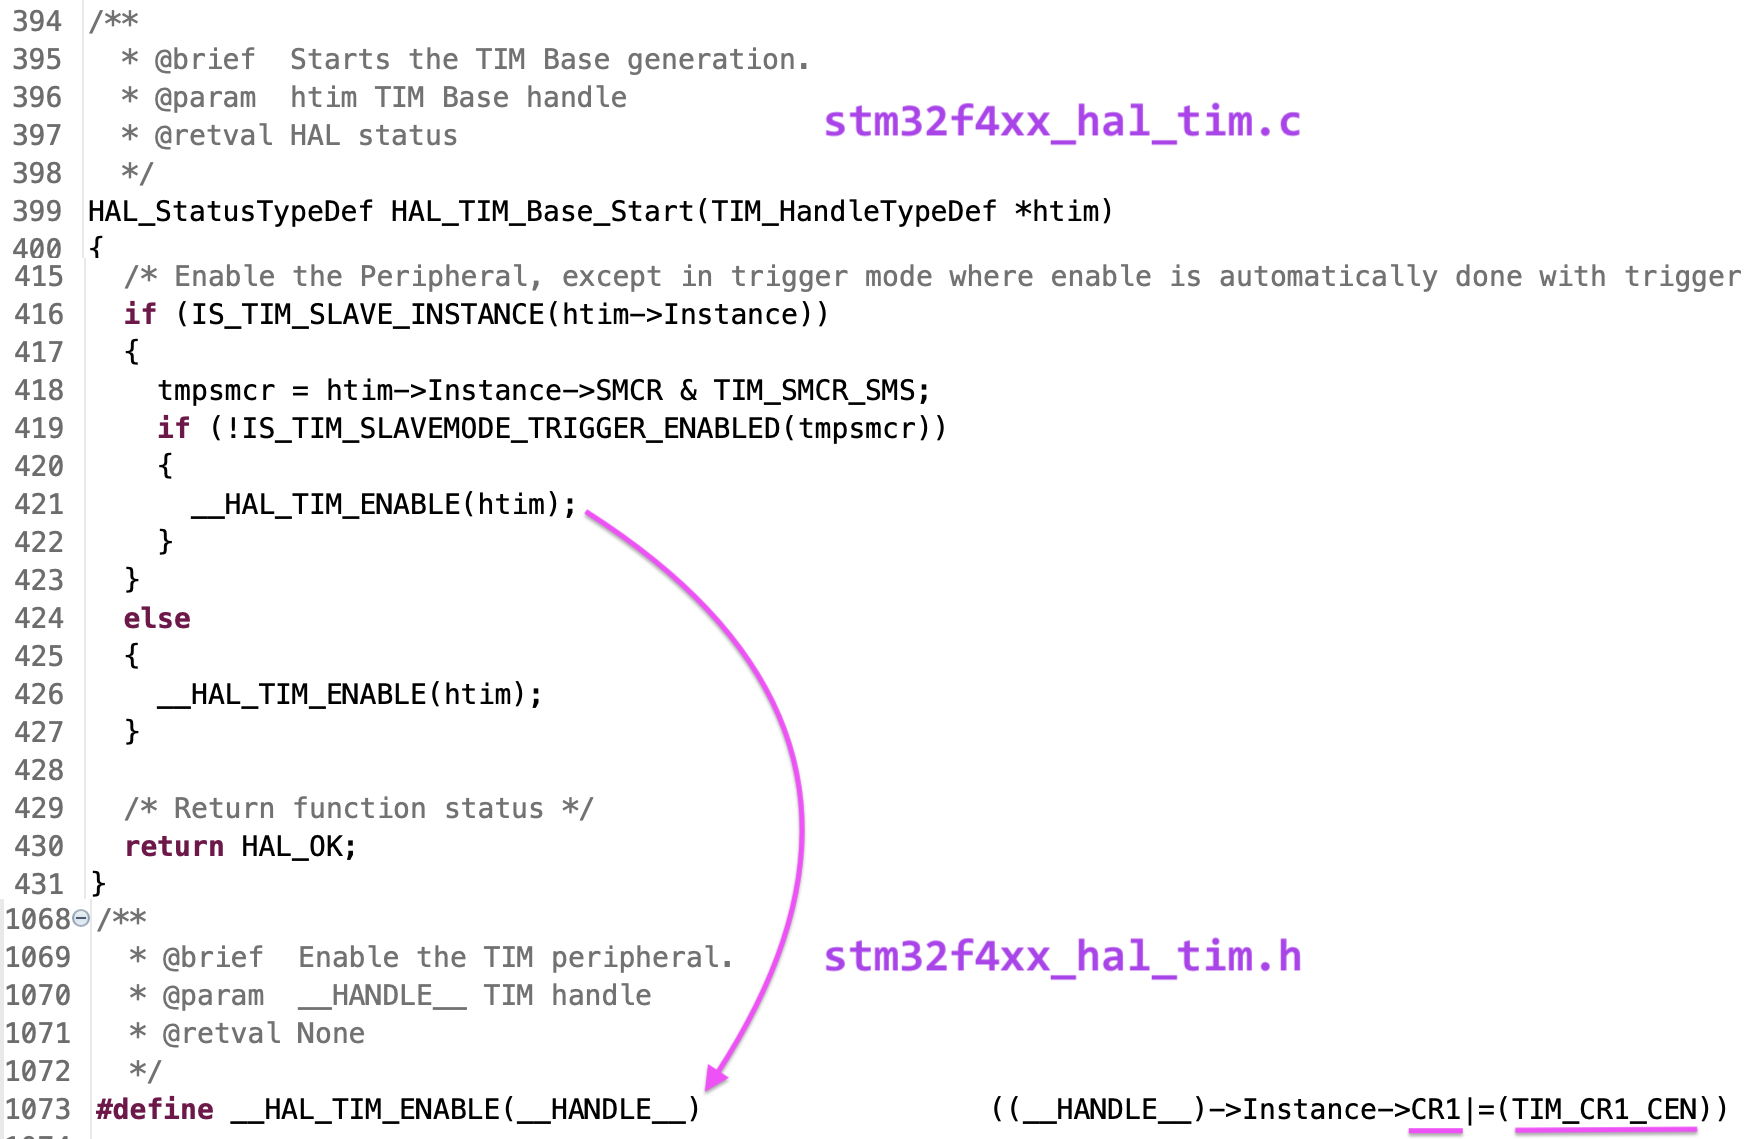 394 /**
395   * @brief  Starts the TIM Base generation.
396   * @param  htim TIM Base handle
stm32f4xx_hal_tim.c
397   * @retval HAL status
398   */
399 HAL_StatusTypeDef HAL_TIM_Base_Start(TIM_HandleTypeDef *htim)
400 {
415   /* Enable the Peripheral, except in trigger mode where enable is automatically done with trigger
416   if (IS_TIM_SLAVE_INSTANCE(htim->Instance))
417   {
418     tmpsmcr = htim->Instance->SMCR & TIM_SMCR_SMS;
419     if (!IS_TIM_SLAVEMODE_TRIGGER_ENABLED(tmpsmcr))
420     {
421       __HAL_TIM_ENABLE(htim);
422     }
423   }
424   else
425   {
426     __HAL_TIM_ENABLE(htim);
427   }
428
429   /* Return function status */
430   return HAL_OK;
431 }
1068 /**
1069   * @brief  Enable the TIM peripheral.
stm32f4xx_hal_tim.h
1070   * @param  __HANDLE__ TIM handle
1071   * @retval None
1072   */
1073 #define __HAL_TIM_ENABLE(__HANDLE__)                 ((__HANDLE__)->Instance->CR1|=(TIM_CR1_CEN))